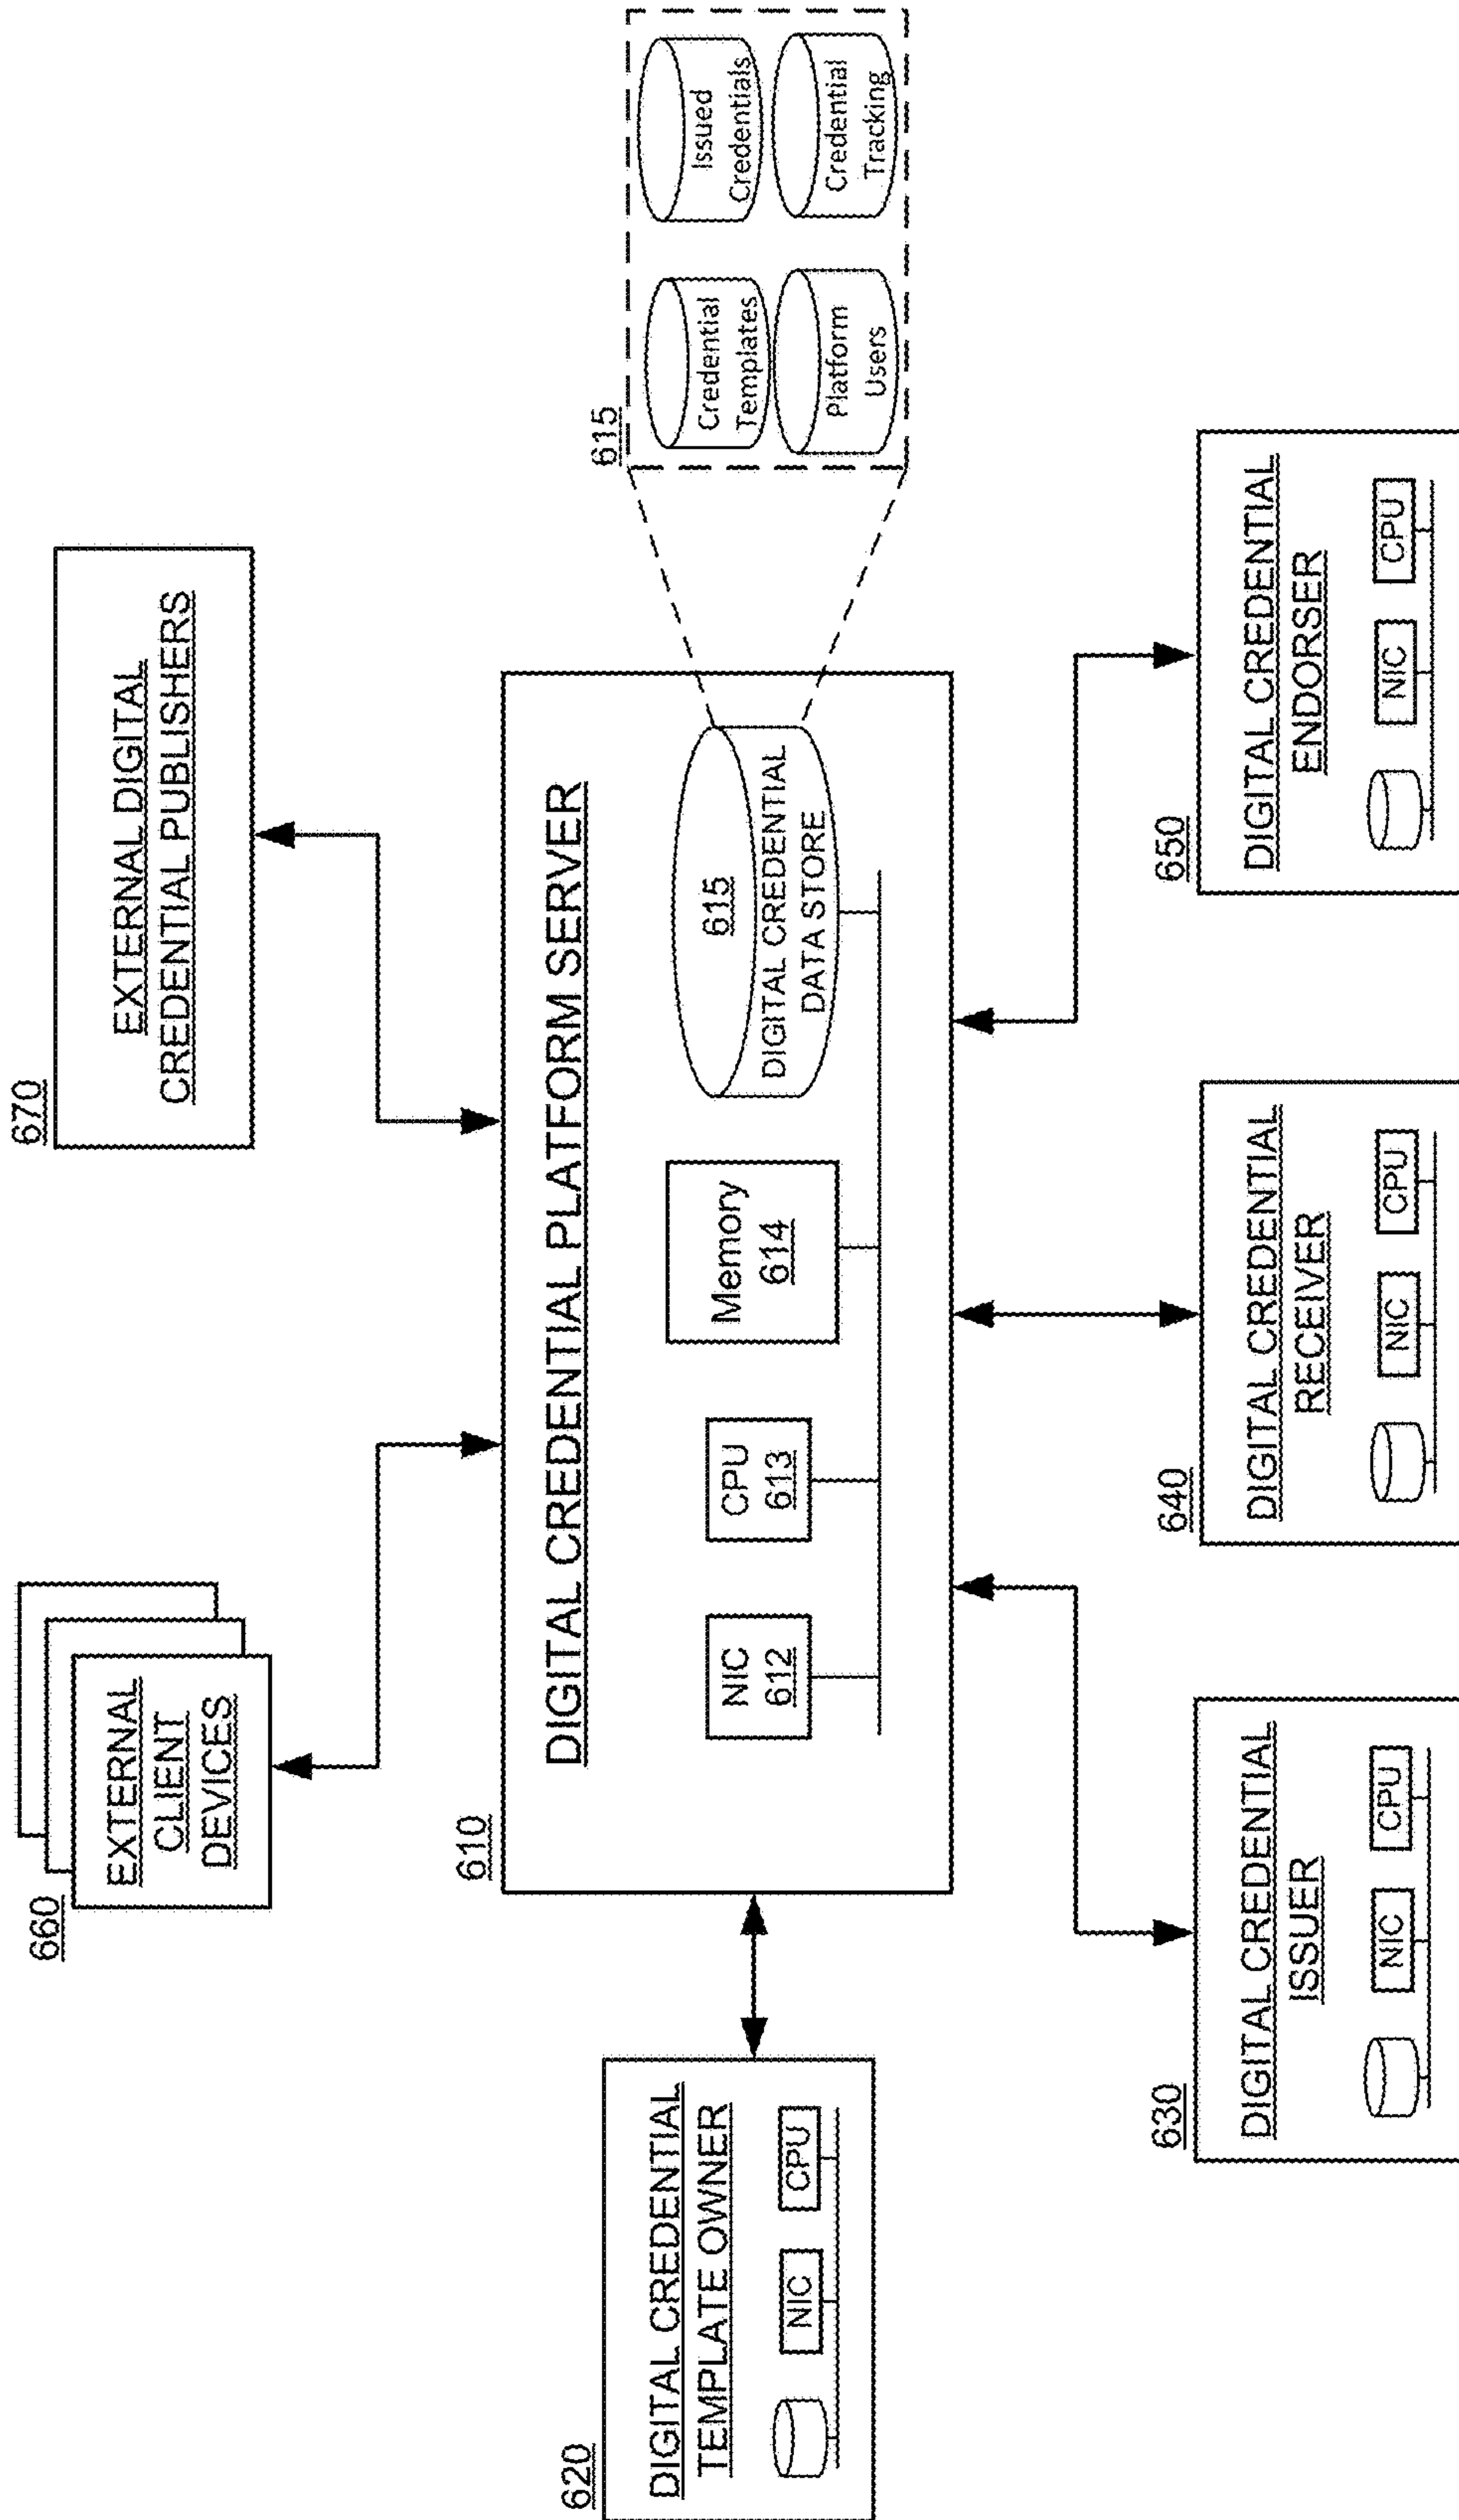 660
EXTERNAL
CLIENT
DEVICES
670
EXTERNAL DIGITAL
CREDENTIAL PUBLISHERS
610
DIGITAL CREDENTIAL PLATFORM SERVER
NIC
612
CPU
613
Memory
614
615
DIGITAL CREDENTIAL
DATA STORE
615
Credential
Templates
Issued
Credentials
Platform
Users
Credential
Tracking
620
DIGITAL CREDENTIAL
TEMPLATE OWNER
NIC
CPU
630
DIGITAL CREDENTIAL
ISSUER
NIC
CPU
640
DIGITAL CREDENTIAL
RECEIVER
NIC
CPU
650
DIGITAL CREDENTIAL
ENDORSER
NIC
CPU